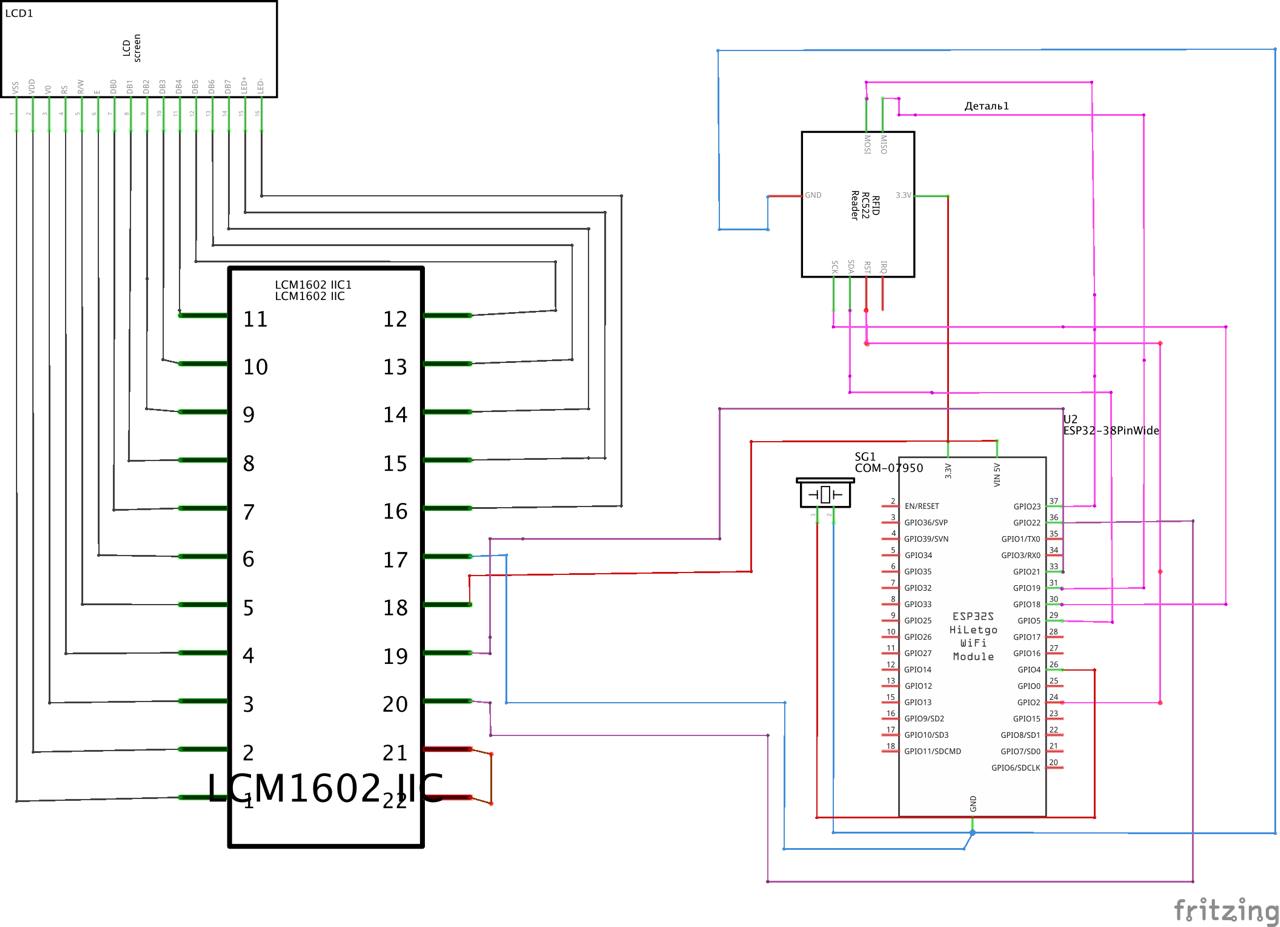 LCD1
LCD
screen
VSS
VDD
V0
RS
R/W
E
DB0
DB1
DB2
DB3
DB4
DB5
DB6
DB7
LED+
LED-
1
2
3
4
5
6
7
8
9
10
11
12
13
14
15
16
Деталь1
MOSI
MISO
GND
3.3V
RFID
RC522
Reader
SCK
SDA
RST
IRQ
LCM1602 IIC1
LCM1602 IIC
11 12
10 13
9 14
8 15
7 16
6 17
5 18
4 19
3 20
2 21
1 22
LCM1602 IIC
U2
ESP32-38PinWide
SG1
COM-07950
3.3V
VIN 5V
2 EN/RESET GPIO23 37
3 GPIO36/SVP GPIO22 36
4 GPIO39/SVN GPIO1/TX0 35
5 GPIO34 GPIO3/RX0 34
6 GPIO35 GPIO21 33
7 GPIO32 GPIO19 31
8 GPIO33 GPIO18 30
9 GPIO25 GPIO5 29
10 GPIO26 GPIO17 28
11 GPIO27 GPIO16 27
12 GPIO14 GPIO4 26
13 GPIO12 GPIO0 25
15 GPIO13 GPIO2 24
16 GPIO9/SD2 GPIO15 23
17 GPIO10/SD3 GPIO8/SD1 22
18 GPIO11/SDCMD GPIO7/SD0 21
GPIO6/SDCLK 20
ESP32S
HiLetgo
WiFi
Module
GND
fritzing